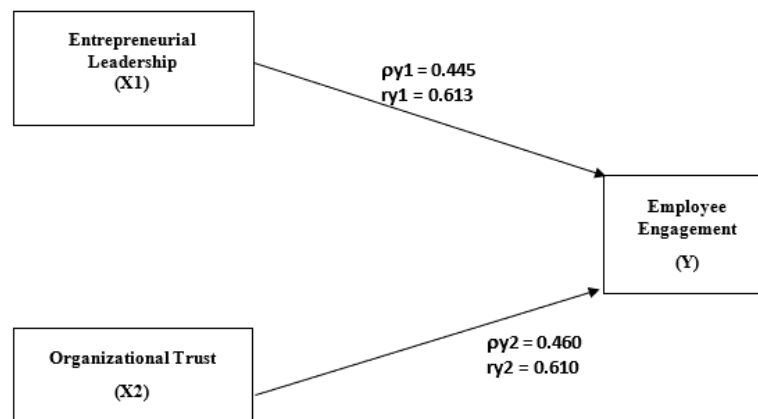 Entrepreneurial
Leadership
(X1)
ρy1 = 0.445
ry1 = 0.613
Employee
Engagement
(Y)
Organizational Trust
(X2)
ρy2 = 0.460
ry2 = 0.610